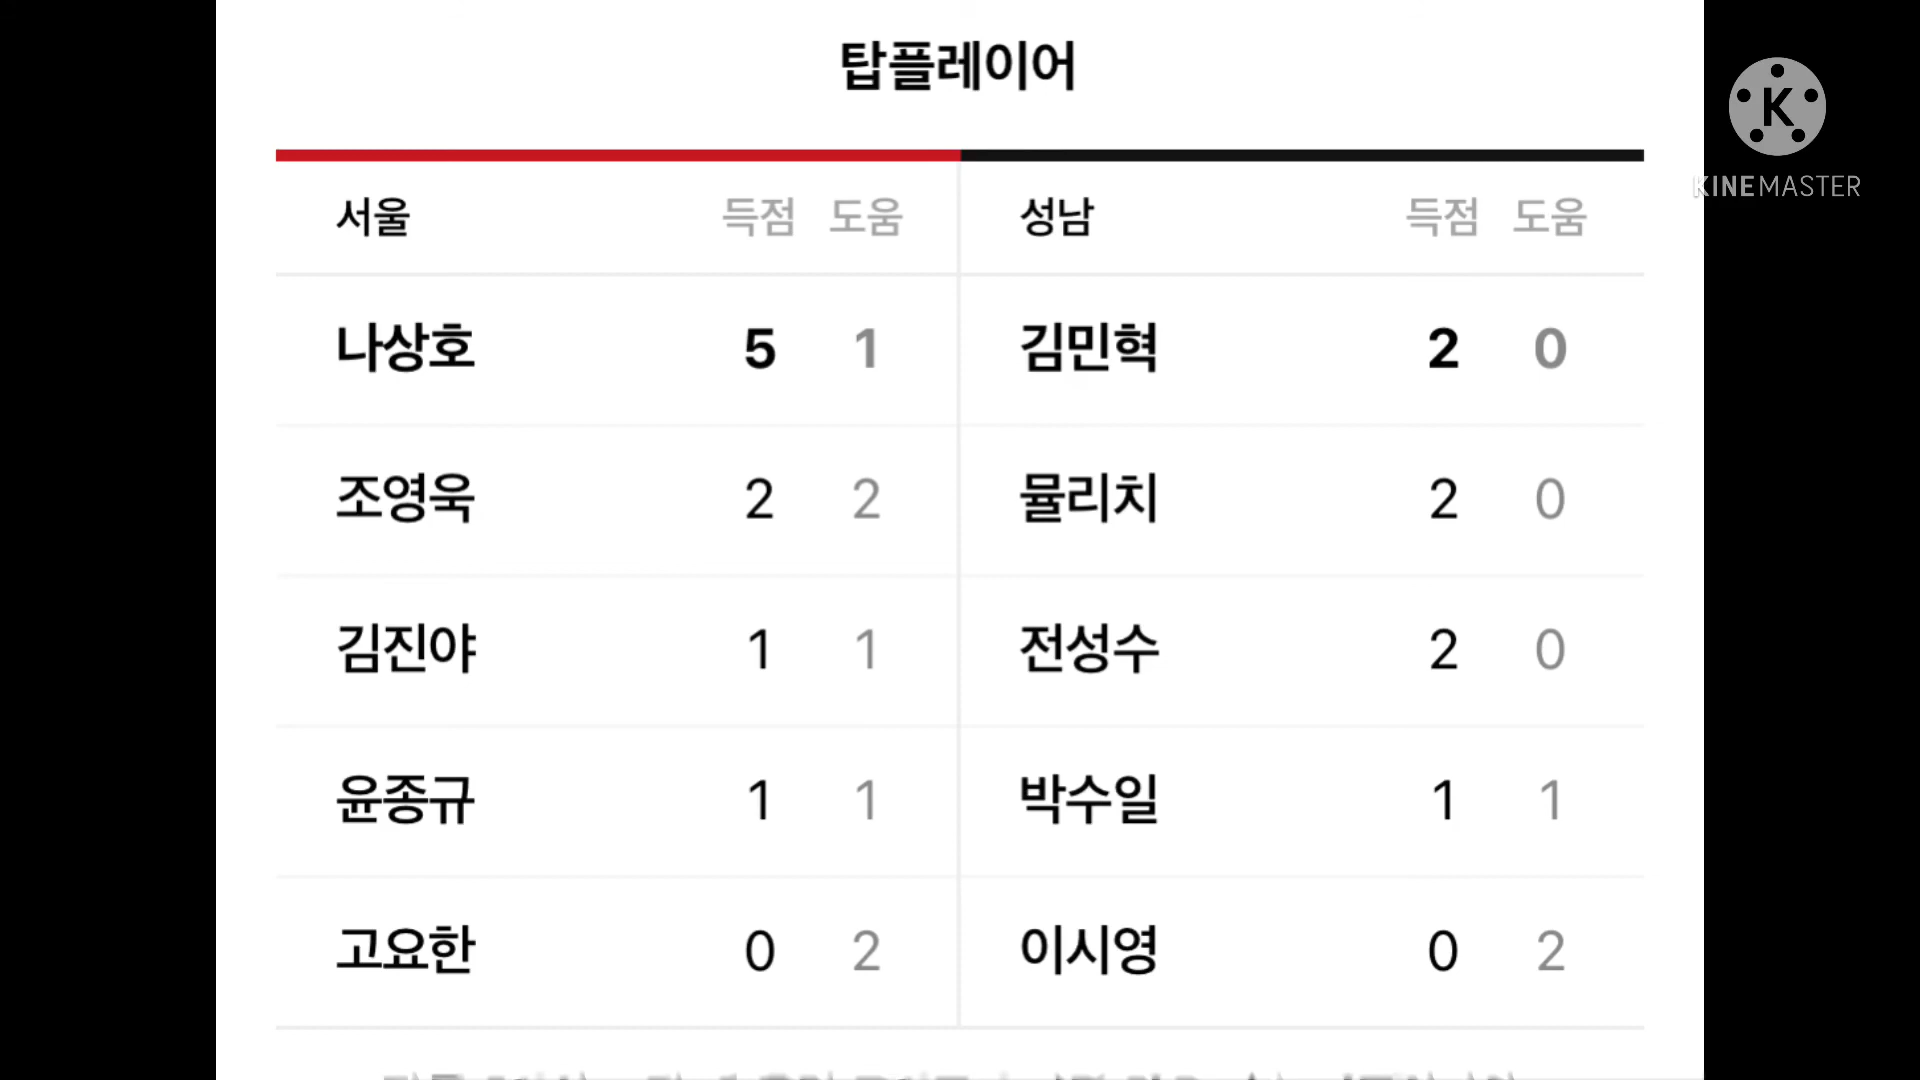 탑플레이어
K
KINEMASTER
서울 득점 도움 성남 득점 도움
나상호 5 1 김민혁 2 0
조영욱 2 2 뮬리치 2 0
김진야 1 1 전성수 2 0
윤종규 1 1 박수일 1 1
고요한 0 2 이시영 0 2